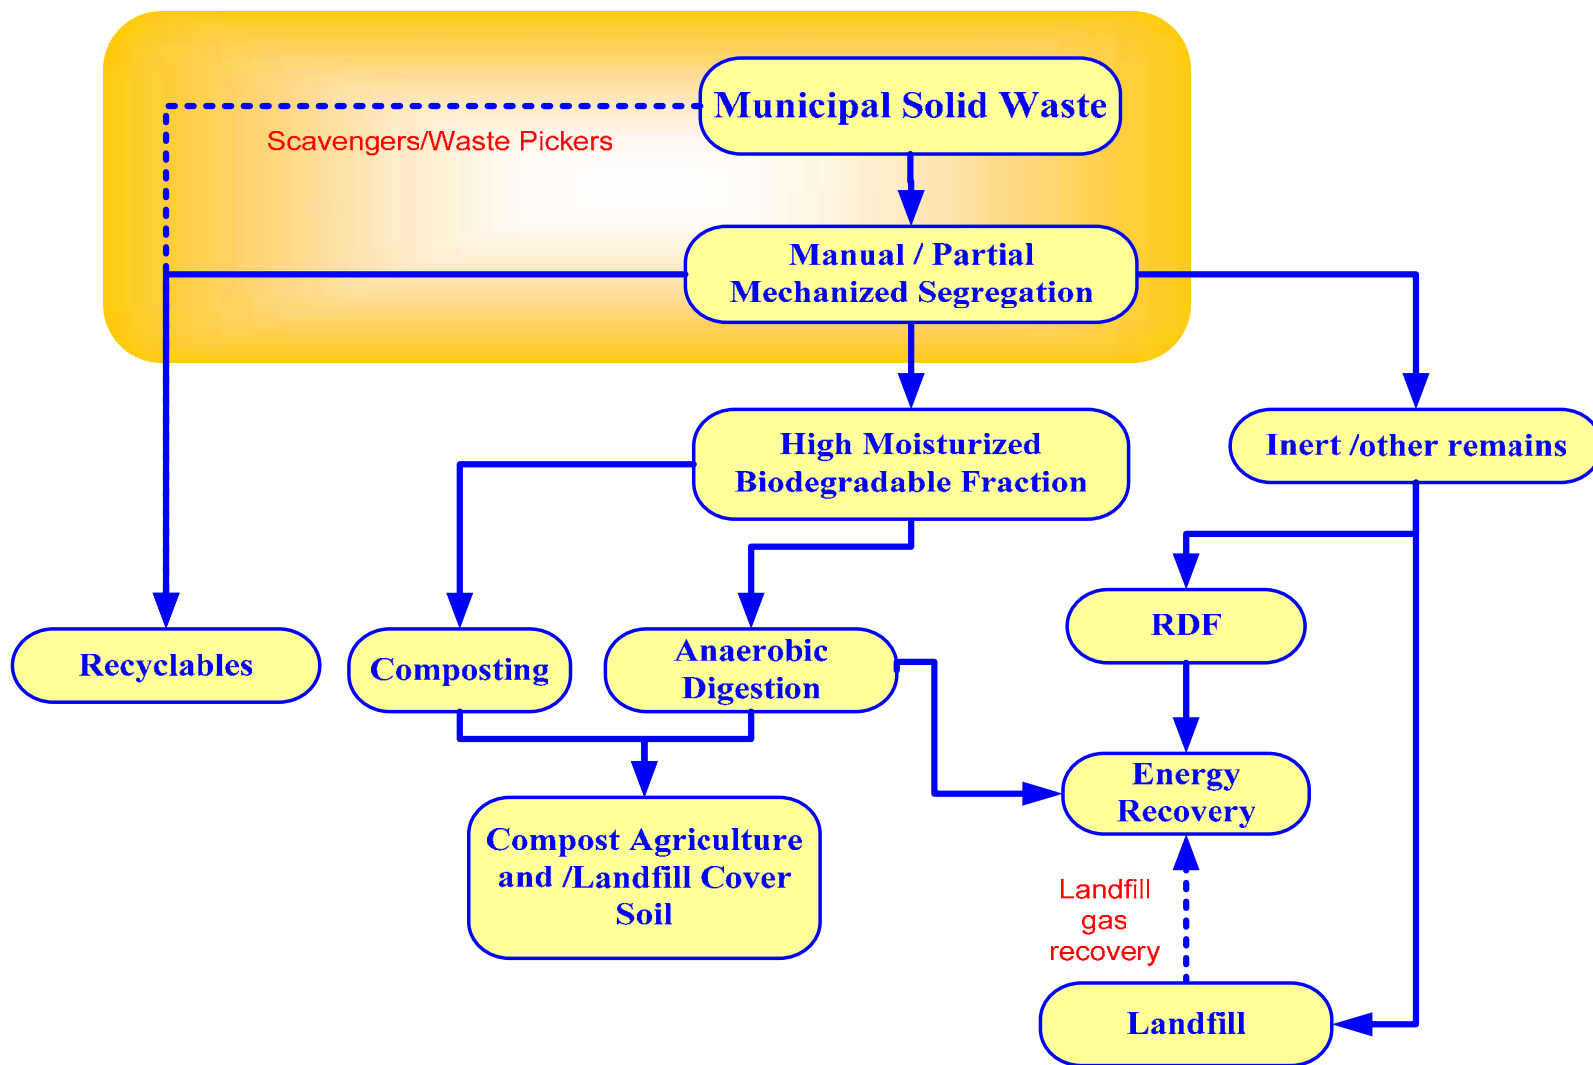 Municipal Solid Waste
Scavengers/Waste Pickers
Manual / Partial
Mechanized Segregation
High Moisturized
Biodegradable Fraction
Inert /other remains
RDF
Recyclables
Composting
Anaerobic
Digestion
Energy
Recovery
Compost Agriculture
and /Landfill Cover
Soil
Landfill
gas
recovery
Landfill